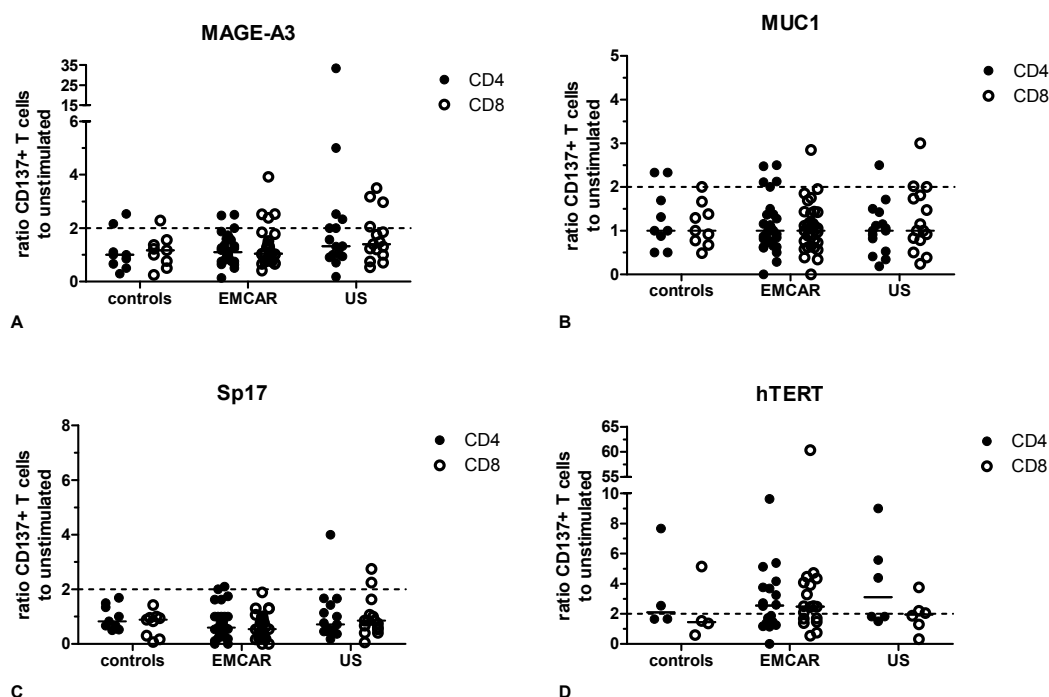 MAGE-A3
ratio CD137+ T cells
to unstimulated
35
25
15
6
4
2
0
controls
EMCAR
US
CD4
CD8
A
MUC1
ratio CD137+ T cells
to unstimulated
5
4
3
2
1
0
controls
EMCAR
US
CD4
CD8
B
Sp17
ratio CD137+ T cells
to unstimulated
8
6
4
2
0
controls
EMCAR
US
CD4
CD8
C
hTERT
ratio CD137+ T cells
to unstimulated
65
60
55
10
8
6
4
2
0
controls
EMCAR
US
CD4
CD8
D